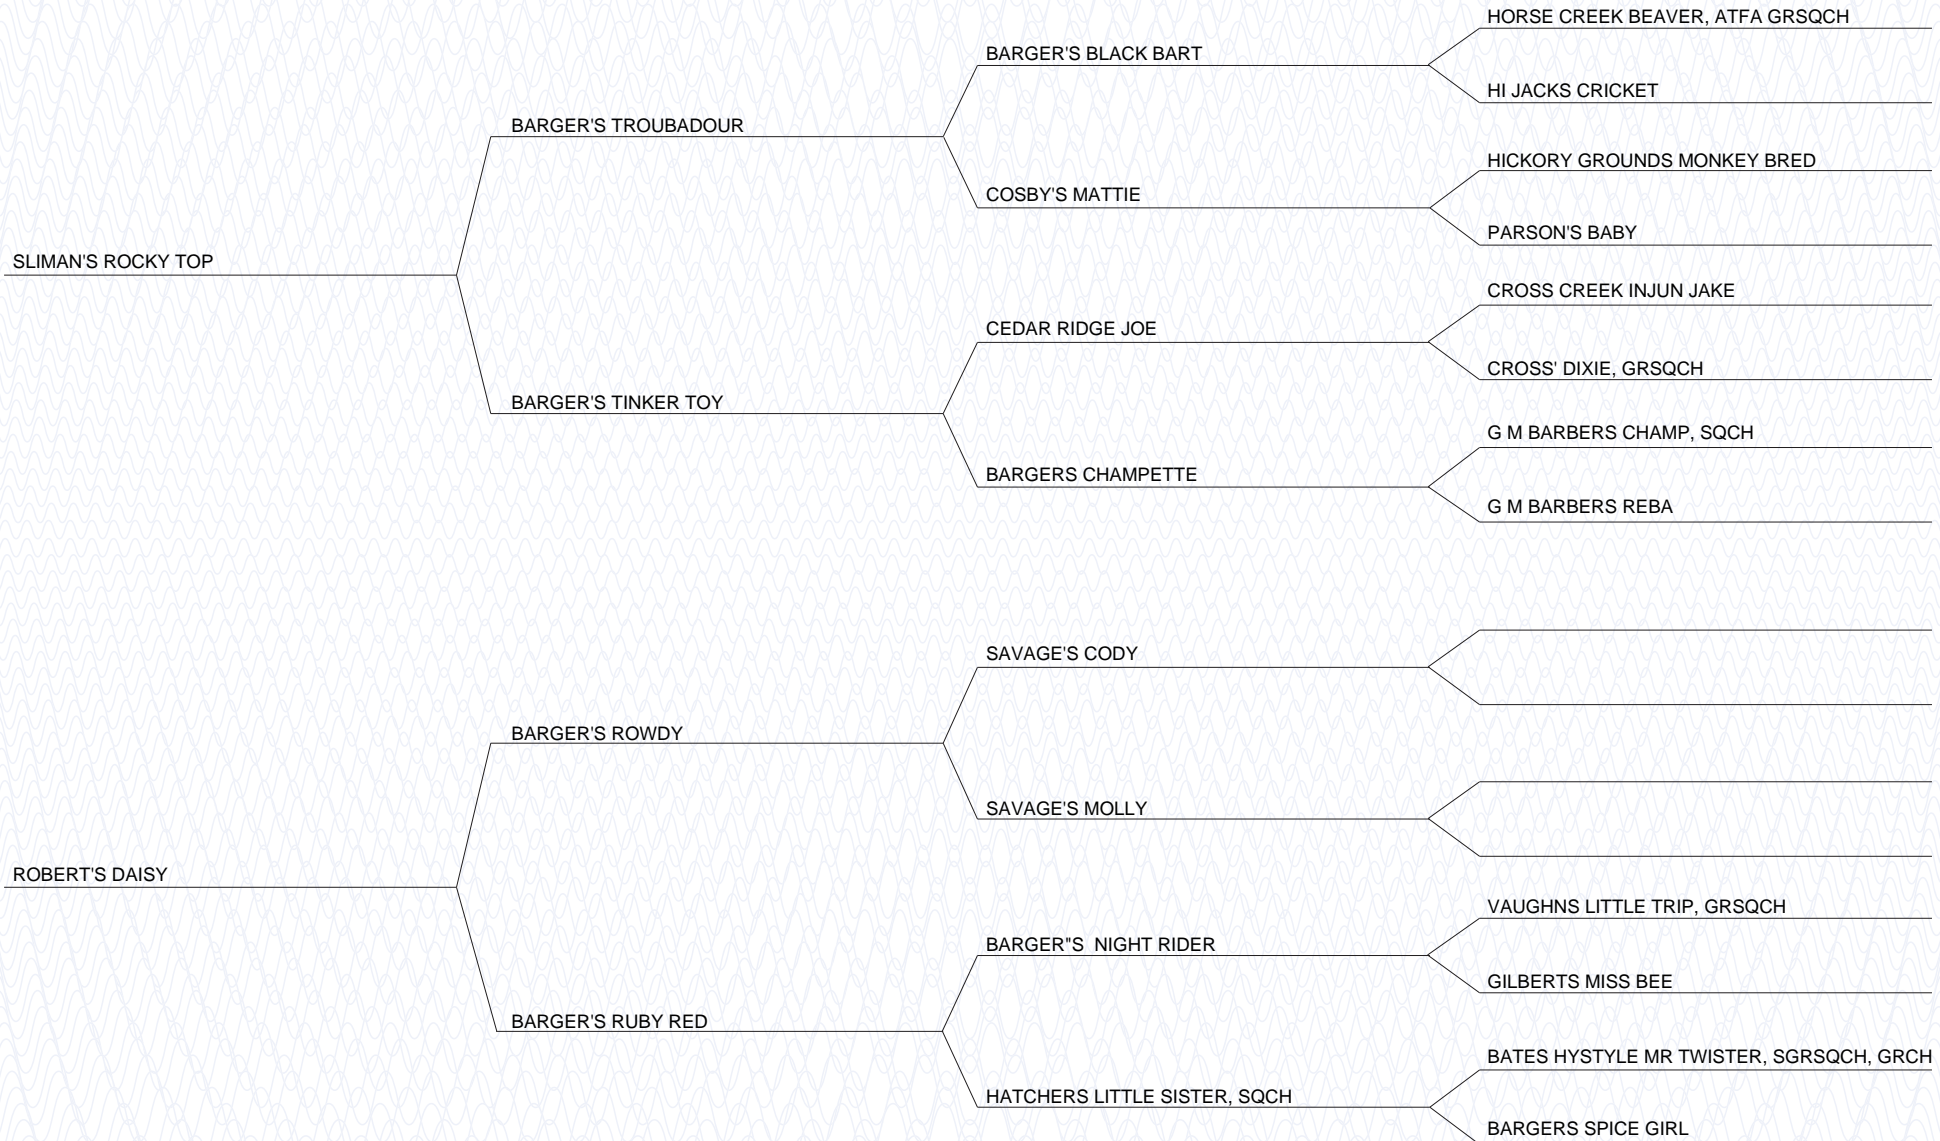 HORSE CREEK BEAVER, ATFA GRSQCH
BARGER'S BLACK BART
HI JACKS CRICKET
BARGER'S TROUBADOUR
HICKORY GROUNDS MONKEY BRED
COSBY'S MATTIE
PARSON'S BABY
SLIMAN'S ROCKY TOP
CROSS CREEK INJUN JAKE
CEDAR RIDGE JOE
CROSS' DIXIE, GRSQCH
BARGER'S TINKER TOY
G M BARBERS CHAMP, SQCH
BARGERS CHAMPETTE
G M BARBERS REBA
SAVAGE'S CODY
BARGER'S ROWDY
SAVAGE'S MOLLY
ROBERT'S DAISY
VAUGHNS LITTLE TRIP, GRSQCH
BARGER"S  NIGHT RIDER
GILBERTS MISS BEE
BARGER'S RUBY RED
BATES HYSTYLE MR TWISTER, SGRSQCH, GRCH
HATCHERS LITTLE SISTER, SQCH
BARGERS SPICE GIRL